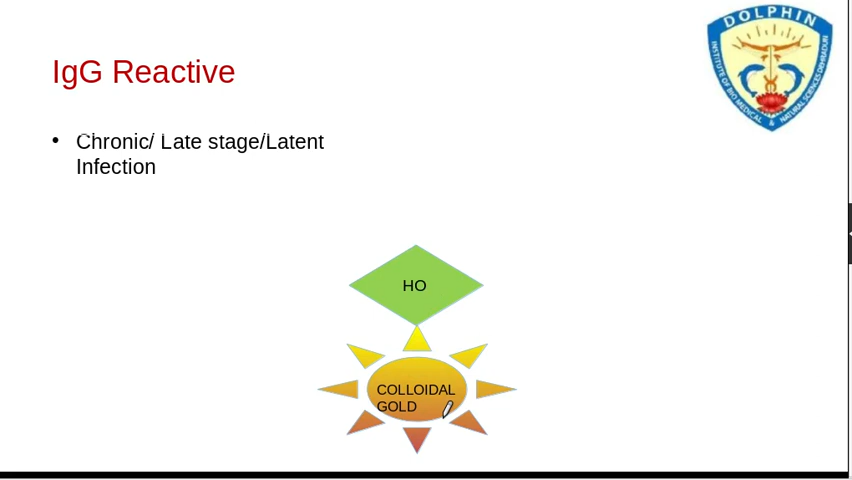 DOLPHIN
INSTITUTE OF BIO MEDICAL & NATURAL SCIENCES DEHRADUN
IgG Reactive
• Chronic/ Late stage/Latent
Infection
HO
COLLOIDAL
GOLD